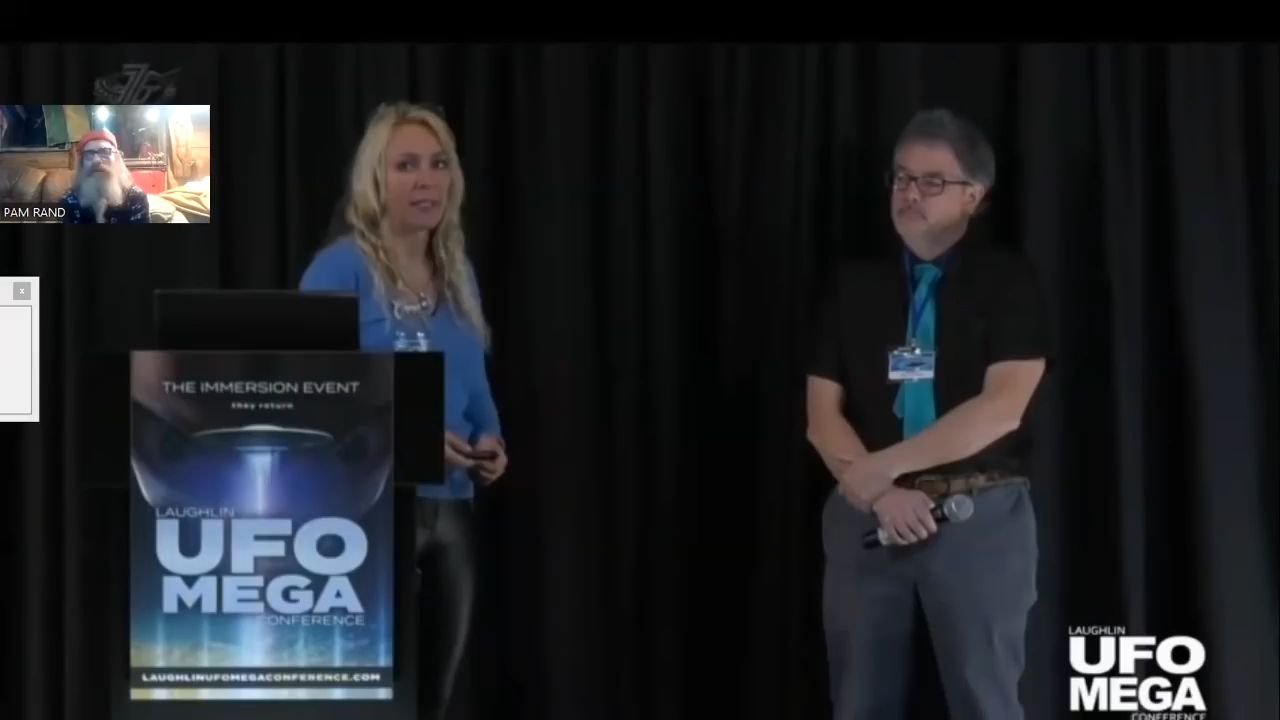 PAM RAND
x
THE IMMERSION EVENT
they return
LAUGHLIN
UFO
MEGA
CONFERENCE
LAUGHLINUFOMEGACONFERENCE.COM
LAUGHLIN
UFO
MEGA
CONFERENCE